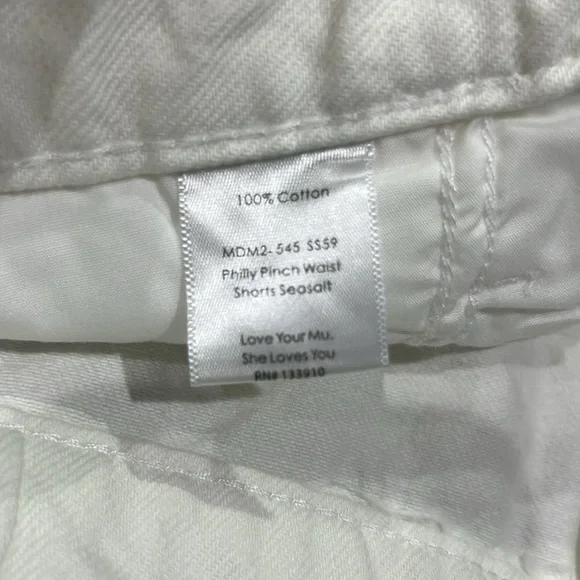 100% Cotton
MDM2-545 SS59
Philly Pinch Waist
Shorts Seasalt
Love Your Mu.
She Loves You
RN# 133910